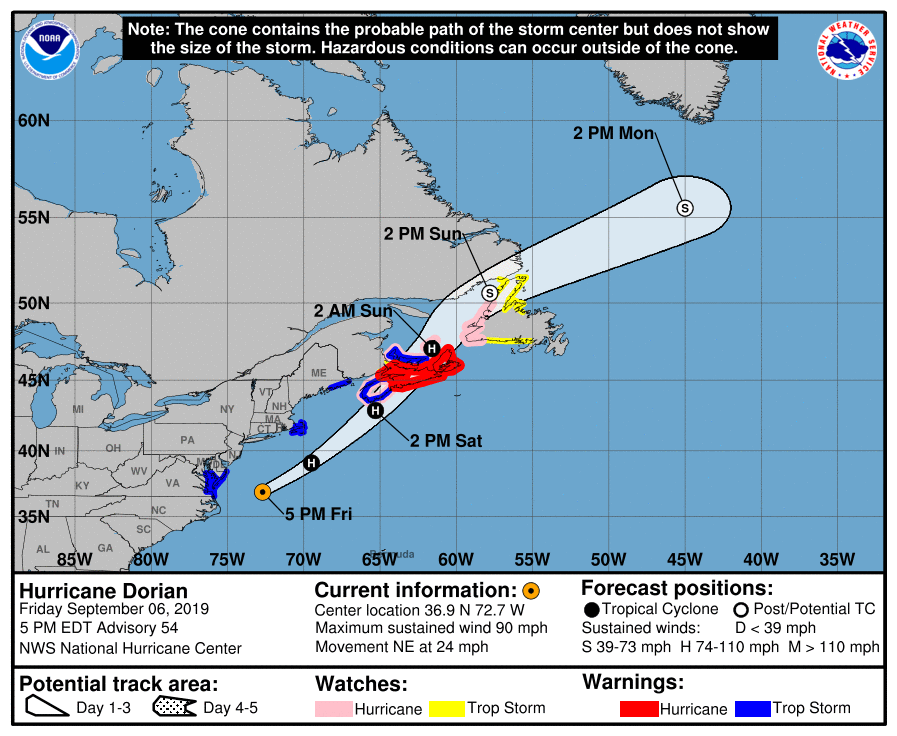 Note: The cone contains the probable path of the storm center but does not show
the size of the storm. Hazardous conditions can occur outside of the cone.
NOAA
NATIONAL WEATHER SERVICE
60N
55N
50N
45N
40N
35N
2 PM Mon
2 PM Sun
2 AM Sun
2 PM Sat
5 PM Fri
S
S
H
H
H
ME
VT
NH
NY
MA
CT
MI
PA
OH
IN
WV
VA
KY
NC
TN
SC
AL
GA
DE
Bermuda
85W 80W 75W 70W 65W 60W 55W 50W 45W 40W 35W
Hurricane Dorian
Friday September 06, 2019
5 PM EDT Advisory 54
NWS National Hurricane Center
Current information:
Center location 36.9 N 72.7 W
Maximum sustained wind 90 mph
Movement NE at 24 mph
Forecast positions:
Tropical Cyclone Post/Potential TC
Sustained winds: D < 39 mph
S 39-73 mph H 74-110 mph M > 110 mph
Potential track area:
Day 1-3 Day 4-5
Watches:
Hurricane Trop Storm
Warnings:
Hurricane Trop Storm